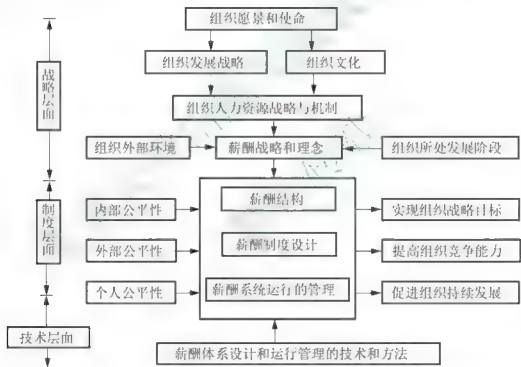 组织愿景和使命
组织发展战略
组织文化
战略层面
组织人力资源战略与机制
组织外部环境
薪酬战略和理念
组织所处发展阶段
制度层面
薪酬结构
内部公平性
实现组织战略目标
薪酬制度设计
外部公平性
提高组织竞争能力
薪酬系统运行的管理
个人公平性
促进组织持续发展
技术层面
薪酬体系设计和运行管理的技术和方法